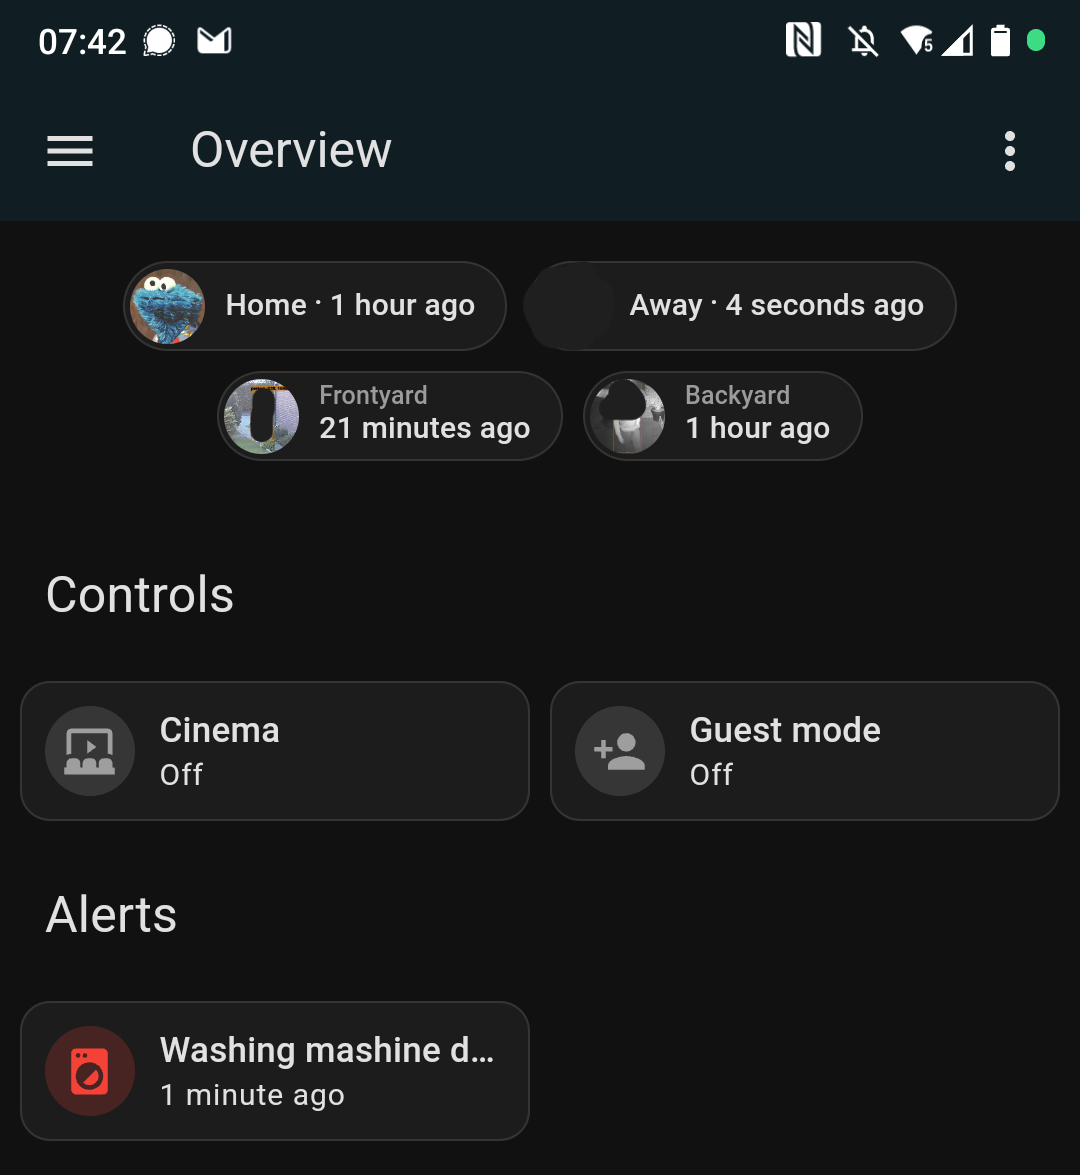 07:42
5
Overview
Home · 1 hour ago
Away · 4 seconds ago
Frontyard
21 minutes ago
Backyard
1 hour ago
Controls
Cinema
Off
Guest mode
Off
Alerts
Washing mashine d...
1 minute ago